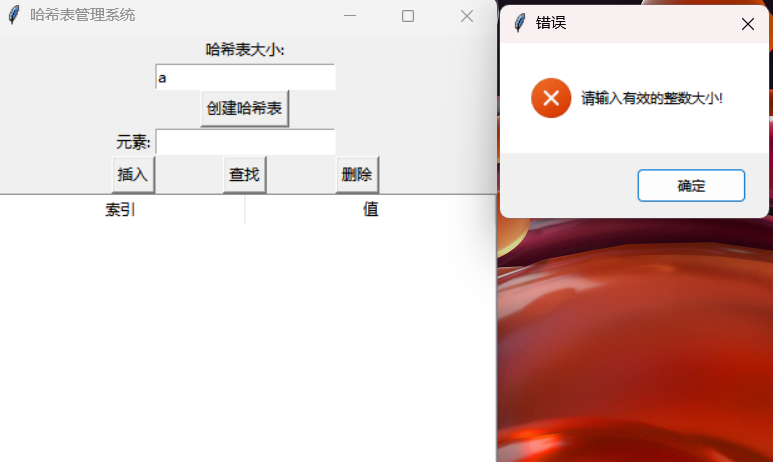 哈希表管理系统
哈希表大小:
a
创建哈希表
元素:
插入 查找 删除
索引 值
错误
请输入有效的整数大小!
确定